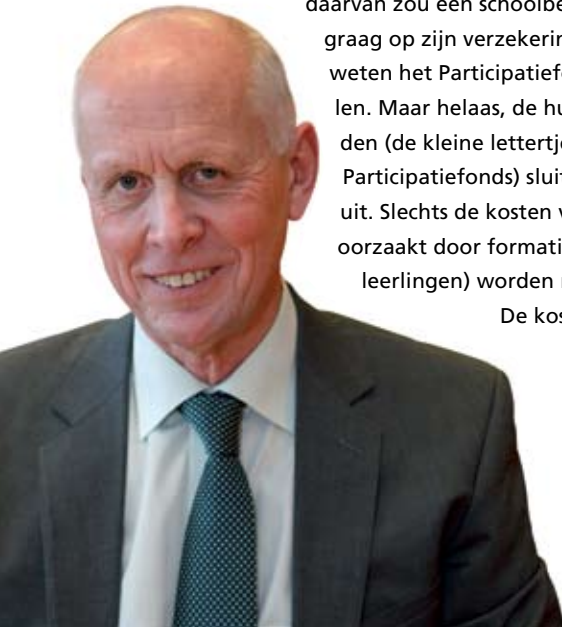 daarvan zou een schoolbe
graag op zijn verzekerin
weten het Participatief
len. Maar helaas, de hu
den (de kleine lettertj
Participatiefonds) sluit
uit. Slechts de kosten
oorzaakt door formati
leerlingen) worden
De kos